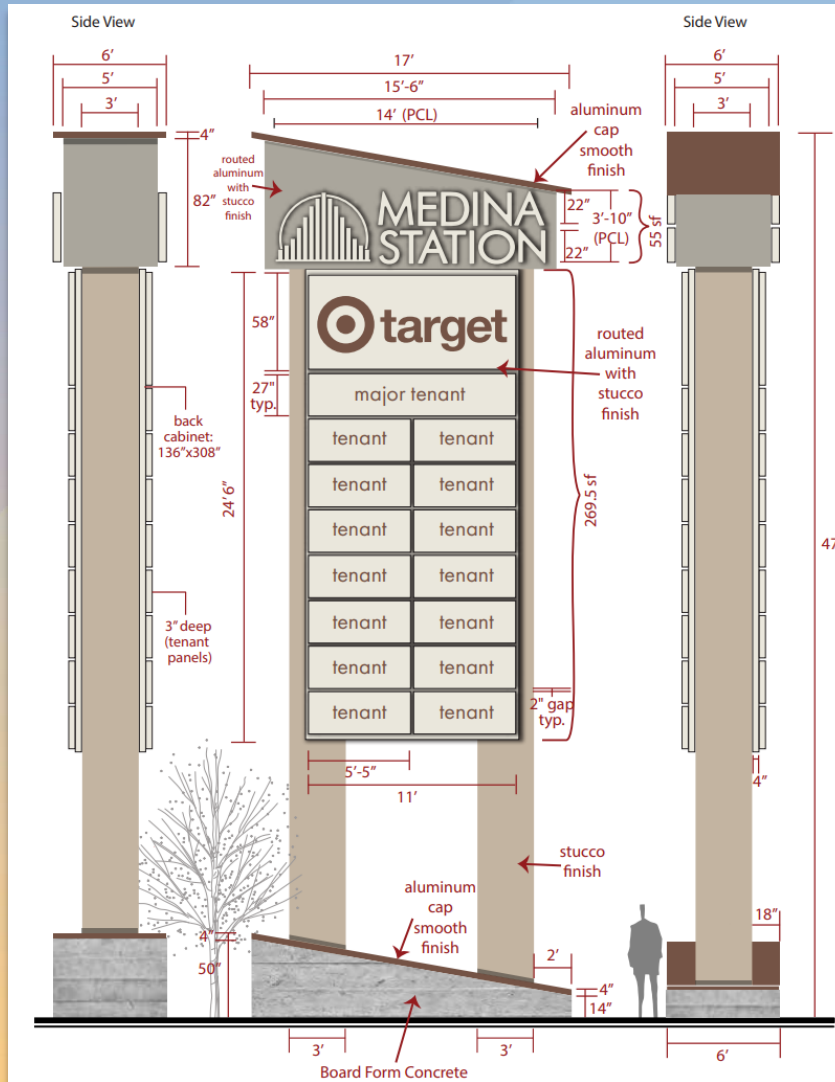 Side View
Side View
6’
5’
3’
17’
15’-6”
14’ (PCL)
6’
5’
3’
4”
82”
routed
aluminum
with
stucco
finish
aluminum
cap
smooth
finish
MEDINA
STATION
22”
22”
3’-10”
(PCL)
55 sf
58”
27”
typ.
24’ 6”
target
major tenant
tenant tenant
tenant tenant
tenant tenant
tenant tenant
tenant tenant
tenant tenant
tenant tenant
routed
aluminum
with
stucco
finish
269.5 sf
back
cabinet:
136”x308”
3” deep
(tenant
panels)
2" gap
typ.
5’-5”
11’
4”
47
stucco
finish
aluminum
cap
smooth
finish
4”
50”
2’
4”
14”
18”
3’
3’
6’
Board Form Concrete